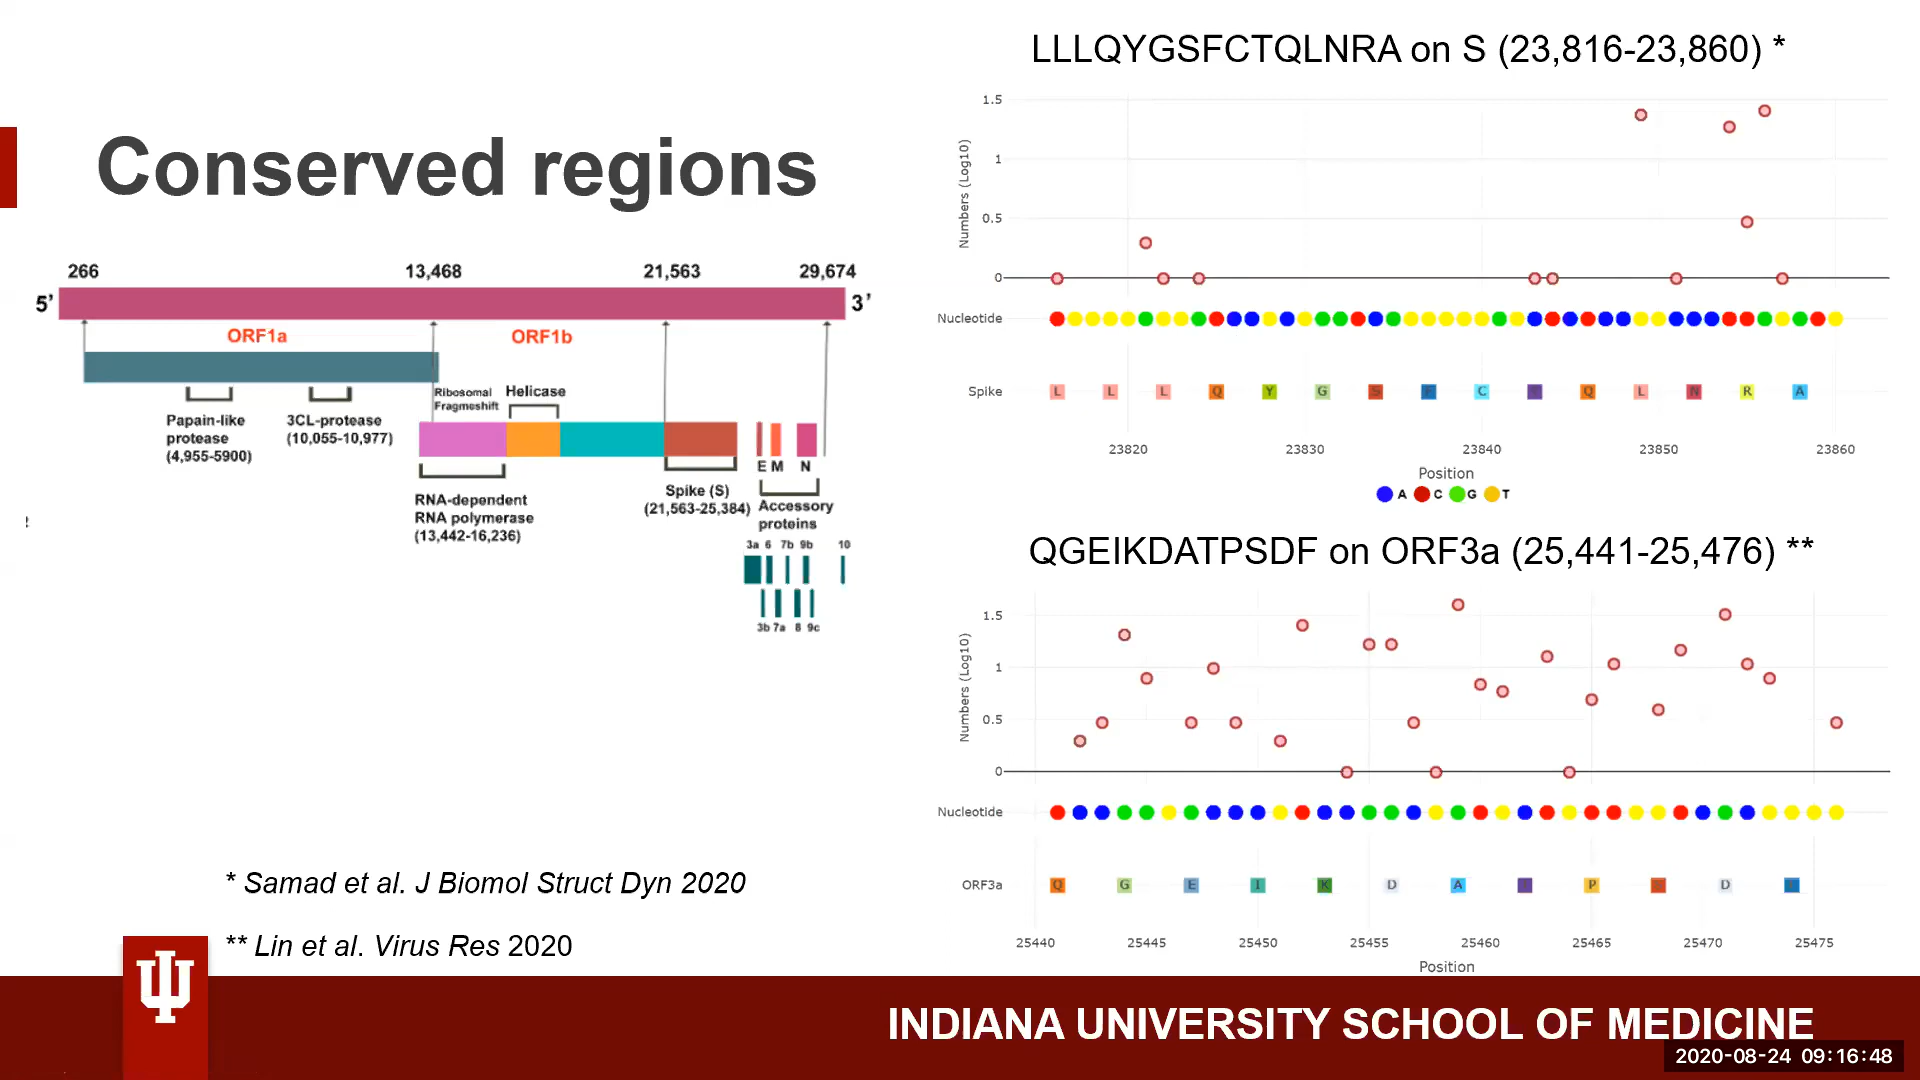 Conserved regions
266 13,468 21,563 29,674
5’ 3’
ORF1a ORF1b
Ribosomal
Fragmeshift
Helicase
Papain-like
protease
(4,955-5900)
3CL-protease
(10,055-10,977)
RNA-dependent
RNA polymerase
(13,442-16,236)
Spike (S)
(21,563-25,384)
E M N
Accessory
proteins
3a 6 7b 9b 10
3b 7a 8 9c
* Samad et al. J Biomol Struct Dyn 2020
** Lin et al. Virus Res 2020
LLLQYGSFCTQLNRA on S (23,816-23,860) *
Numbers (Log10)
1.5
1
0.5
0
Nucleotide
Spike L L L Q Y G S F C T Q L N R A
23820 23830 23840 23850 23860
Position
A C G T
QGEIKDATPSDF on ORF3a (25,441-25,476) **
Numbers (Log10)
1.5
1
0.5
0
Nucleotide
ORF3a Q G E I K D A P D
25440 25445 25450 25455 25460 25465 25470 25475
Position
INDIANA UNIVERSITY SCHOOL OF MEDICINE
2020-08-24 09:16:48